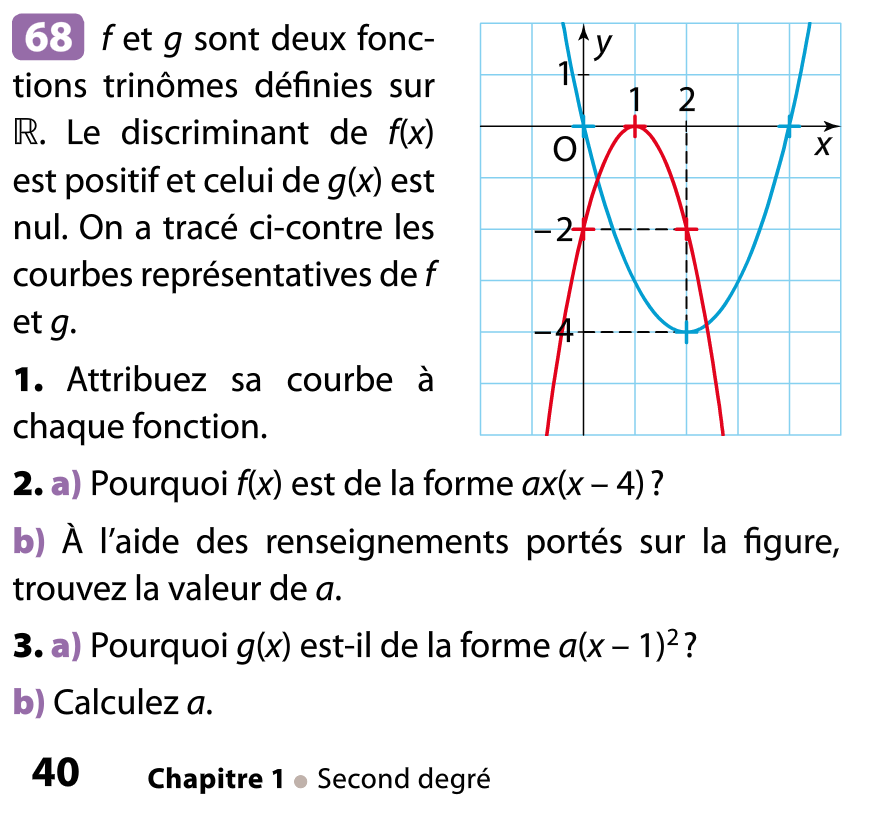 68 f et g sont deux fonc-
tions trinômes définies sur
ℝ. Le discriminant de f(x)
est positif et celui de g(x) est
nul. On a tracé ci-contre les
courbes représentatives de f
et g.
1. Attribuez sa courbe à
chaque fonction.
y
1
1 2
O
x
–2
–4
2. a) Pourquoi f(x) est de la forme ax(x – 4) ?
b) À l’aide des renseignements portés sur la figure,
trouvez la valeur de a.
3. a) Pourquoi g(x) est-il de la forme a(x – 1)² ?
b) Calculez a.
40 Chapitre 1 ● Second degré